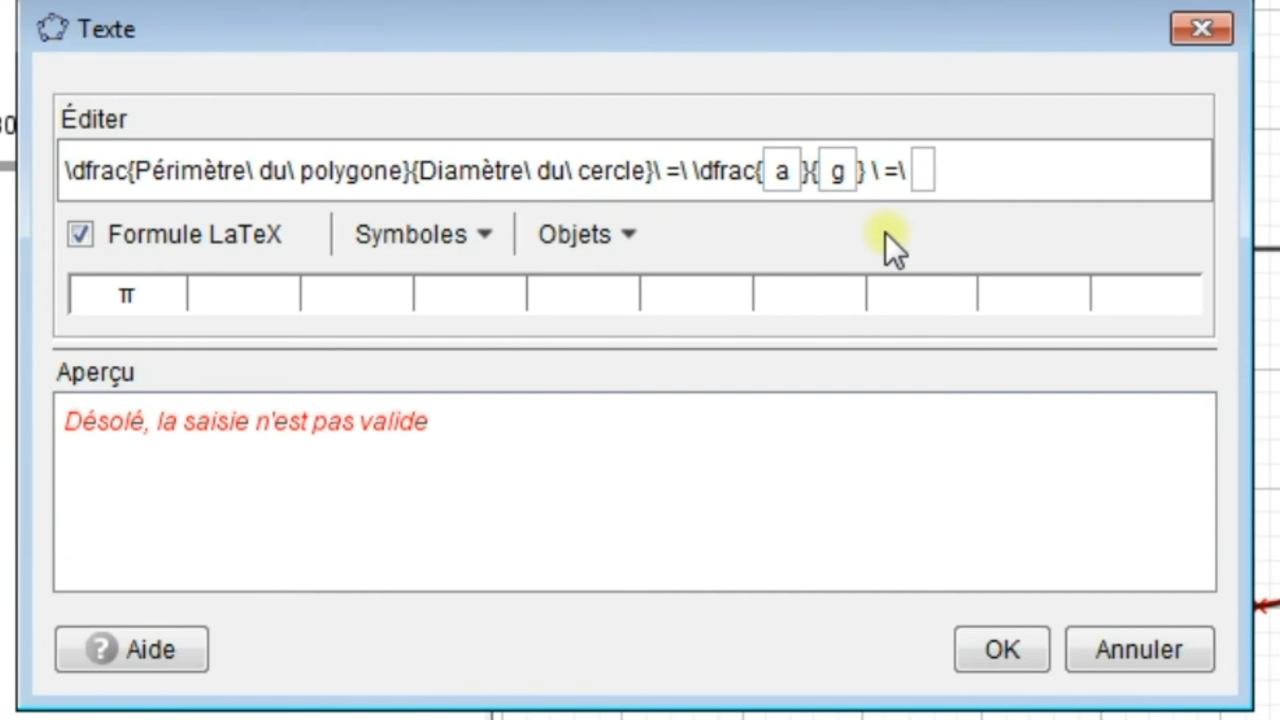 Texte
30
Éditer
\dfrac{Périmètre\ du\ polygone}{Diamètre\ du\ cercle}\ =\ \dfrac{ a }{ g } \ =\
Formule LaTeX Symboles Objets
π
Aperçu
Désolé, la saisie n'est pas valide
? Aide OK Annuler